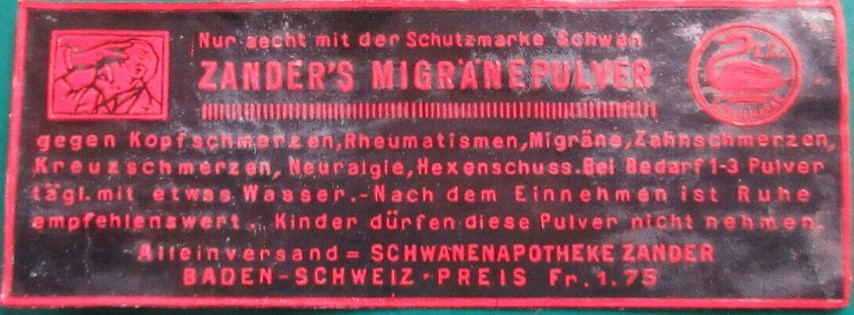 Nur aecht mit der Schutzmarke Schwan
ZANDER'S MIGRÄNEPULVER
gegen Kopfschmerzen, Rheumatismen, Migräne, Zahnschmerzen,
Kreuzschmerzen, Neuralgie, Hexenschuss. Bei Bedarf 1-3 Pulver
tägl. mit etwas Wasser.-Nach dem Einnehmen ist Ruhe
empfehlenswert. Kinder dürfen diese Pulver nicht nehmen.
Alleinversand = SCHWANENAPOTHEKE ZANDER
BADEN-SCHWEIZ·PREIS Fr. 1.75